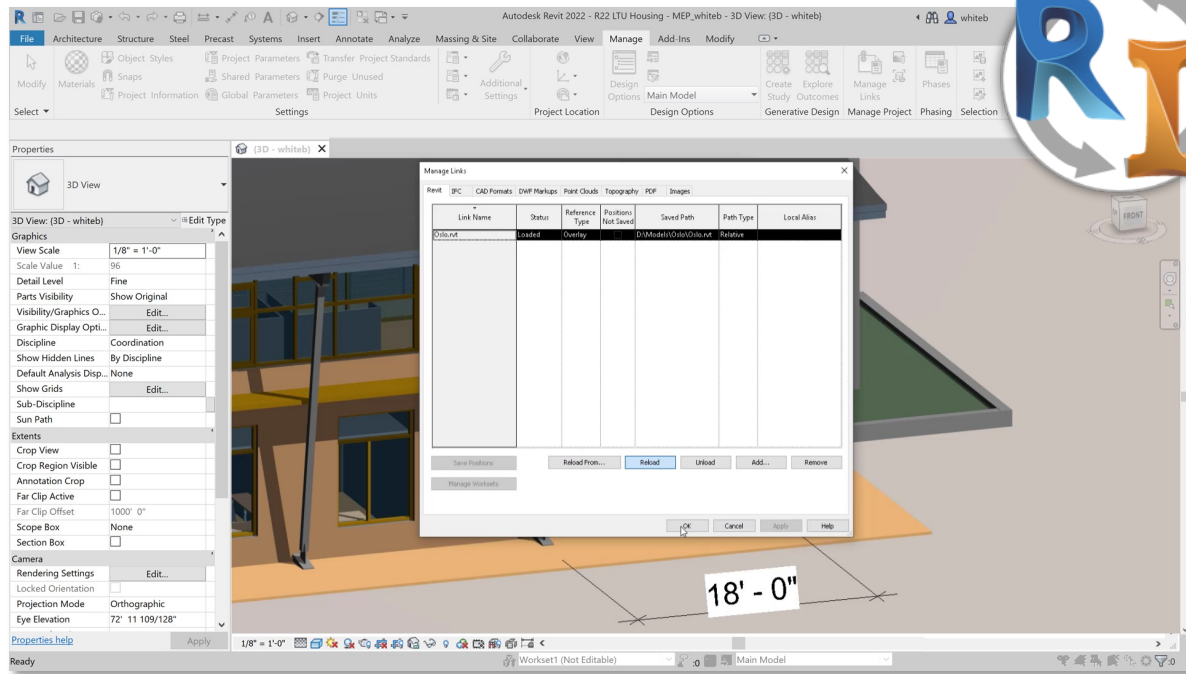 Autodesk Revit 2022 - R22 LTU Housing - MEP_whiteb - 3D View: {3D - whiteb}
whiteb
File Architecture Structure Steel Precast Systems Insert Annotate Analyze Massing & Site Collaborate View Manage Add-Ins Modify
Modify
Materials
Object Styles
Snaps
Project Information
Project Parameters
Shared Parameters
Global Parameters
Transfer Project Standards
Purge Unused
Project Units
Additional
Settings
Design
Options
Main Model
Create
Study
Explore
Outcomes
Manage
Links
Phases
Select
Settings
Project Location
Design Options
Generative Design
Manage Project
Phasing
Selection
Properties
{3D - whiteb}
3D View
3D View: {3D - whiteb}
Edit Type
Graphics
View Scale 1/8" = 1'-0"
Scale Value 1: 96
Detail Level Fine
Parts Visibility Show Original
Visibility/Graphics O... Edit...
Graphic Display Opti... Edit...
Discipline Coordination
Show Hidden Lines By Discipline
Default Analysis Disp... None
Show Grids Edit...
Sub-Discipline
Sun Path
Extents
Crop View
Crop Region Visible
Annotation Crop
Far Clip Active
Far Clip Offset 1000' 0"
Scope Box None
Section Box
Camera
Rendering Settings Edit...
Locked Orientation
Projection Mode Orthographic
Eye Elevation 72' 11 109/128"
Properties help
Apply
Manage Links
Revit IFC CAD Formats DWF Markups Point Clouds Topography PDF Images
Link Name Status Reference Type Positions Not Saved Saved Path Path Type Local Alias
Oslo.rvt Loaded Overlay D:\Models\Oslo\Oslo.rvt Relative
Save Positions Reload From... Reload Unload Add... Remove
Manage Worksets
OK Cancel Apply Help
FRONT
18' - 0"
1/8" = 1'-0"
Ready
Workset1 (Not Editable)
:0
Main Model
:0